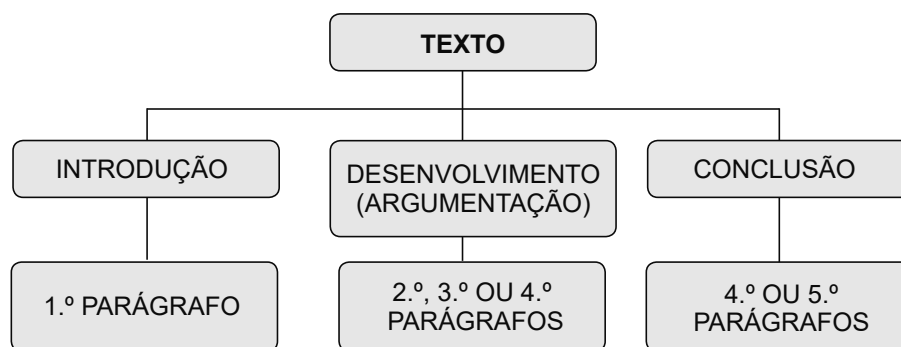 TEXTO
INTRODUÇÃO
DESENVOLVIMENTO
(ARGUMENTAÇÃO)
CONCLUSÃO
1.º PARÁGRAFO
2.º, 3.º OU 4.º
PARÁGRAFOS
4.º OU 5.º
PARÁGRAFOS